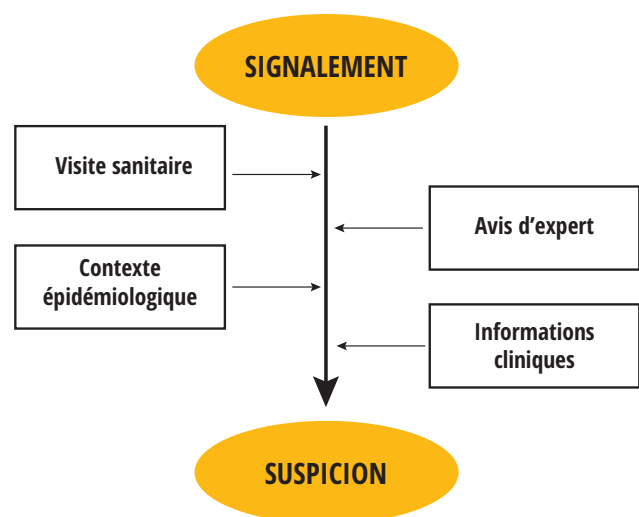 SIGNALEMENT
Visite sanitaire
Avis d'expert
Contexte
épidémiologique
Informations
cliniques
SUSPICION